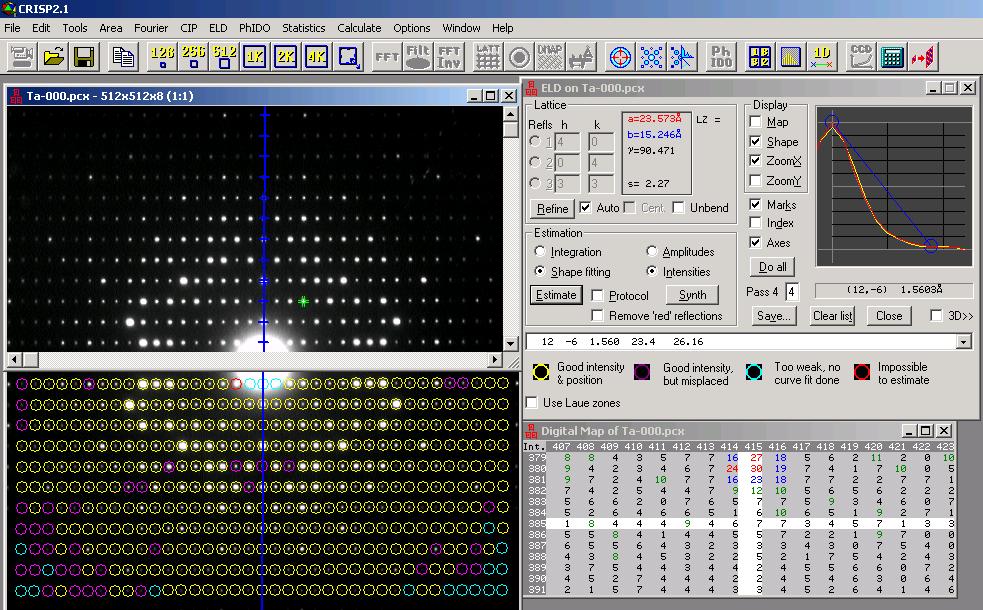 CRISP2.1
File Edit Tools Area Fourier CIP ELD PhIDO Statistics Calculate Options Window Help
128 256 512 1K 2K 4K FFT Filt FFT Inv LATT Ph IDO 1D CCD
Ta-000.pcx - 512x512x8 (1:1)
ELD on Ta-000.pcx
Lattice
Refls h k
1 4 0
2 0 4
3 3 3
a=23.573Å
b=15.246Å
γ=90.471
s= 2.27
LZ =
Refine Auto Cent. Unbend
Estimation
Integration Amplitudes
Shape fitting Intensities
Estimate Protocol Synth
Remove 'red' reflections
Display
Map
Shape
ZoomX
ZoomY
Marks
Index
Axes
Do all
Pass 4 4
(12,-6) 1.5603Å
Save... Clear list Close 3D>>
12 -6 1.560 23.4 26.16
Good intensity & position
Good intensity, but misplaced
Too weak, no curve fit done
Impossible to estimate
Use Laue zones
Digital Map of Ta-000.pcx
Int. 407 408 409 410 411 412 413 414 415 416 417 418 419 420 421 422 423
379 8 8 4 3 5 7 7 16 27 18 5 6 2 11 2 0 10
380 9 4 2 3 4 6 7 24 30 19 7 4 1 7 10 0 5
381 9 7 2 4 10 7 7 16 23 18 7 7 2 2 7 7 1
382 7 4 2 5 4 4 7 9 12 10 5 6 5 6 2 2 2
383 5 6 6 2 0 7 6 5 7 7 5 9 3 4 6 0 7
384 5 2 6 4 6 6 5 1 6 10 6 5 1 9 2 7 1
385 1 8 4 4 4 9 4 6 7 7 3 4 5 7 1 3 3
386 5 5 8 4 1 4 4 5 5 7 2 2 1 9 7 0 0
387 6 5 5 6 4 3 2 3 3 3 4 3 0 7 5 4 0
388 4 3 8 4 5 3 2 2 5 2 1 7 5 4 2 4 3
389 3 7 5 4 4 3 2 3 4 4 5 6 6 0 7 2
390 4 5 2 7 4 4 4 3 2 4 5 4 6 3 0 6 4
391 2 1 5 7 4 4 4 3 4 5 2 4 6 4 1 4 6